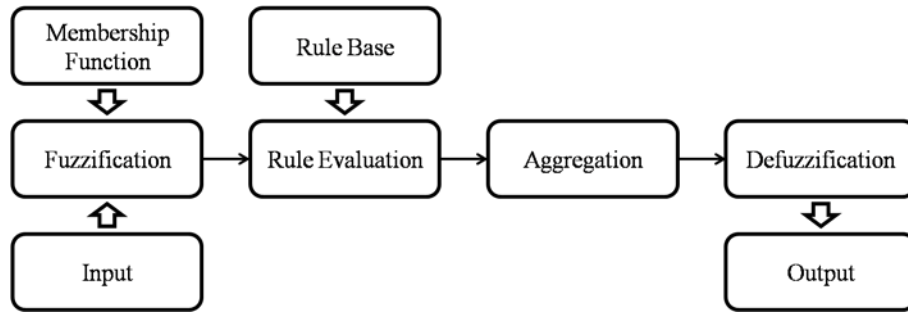 Membership
Function
Rule Base
Fuzzification
Rule Evaluation
Aggregation
Defuzzification
Input
Output